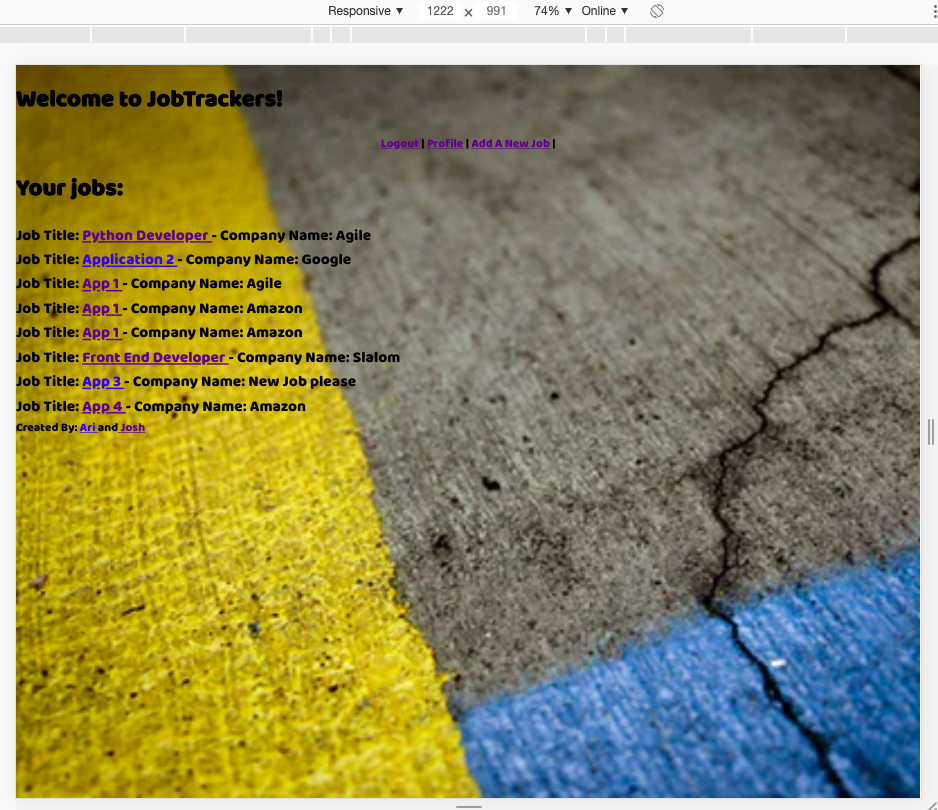 Responsive ▼ 1222 × 991 74% ▼ Online ▼
Welcome to JobTrackers!
Logout | Profile | Add A New Job |
Your jobs:
Job Title: Python Developer - Company Name: Agile
Job Title: Application 2 - Company Name: Google
Job Title: App 1 - Company Name: Agile
Job Title: App 1 - Company Name: Amazon
Job Title: App 1 - Company Name: Amazon
Job Title: Front End Developer - Company Name: Slalom
Job Title: App 3 - Company Name: New Job please
Job Title: App 4 - Company Name: Amazon
Created By: Ari and Josh